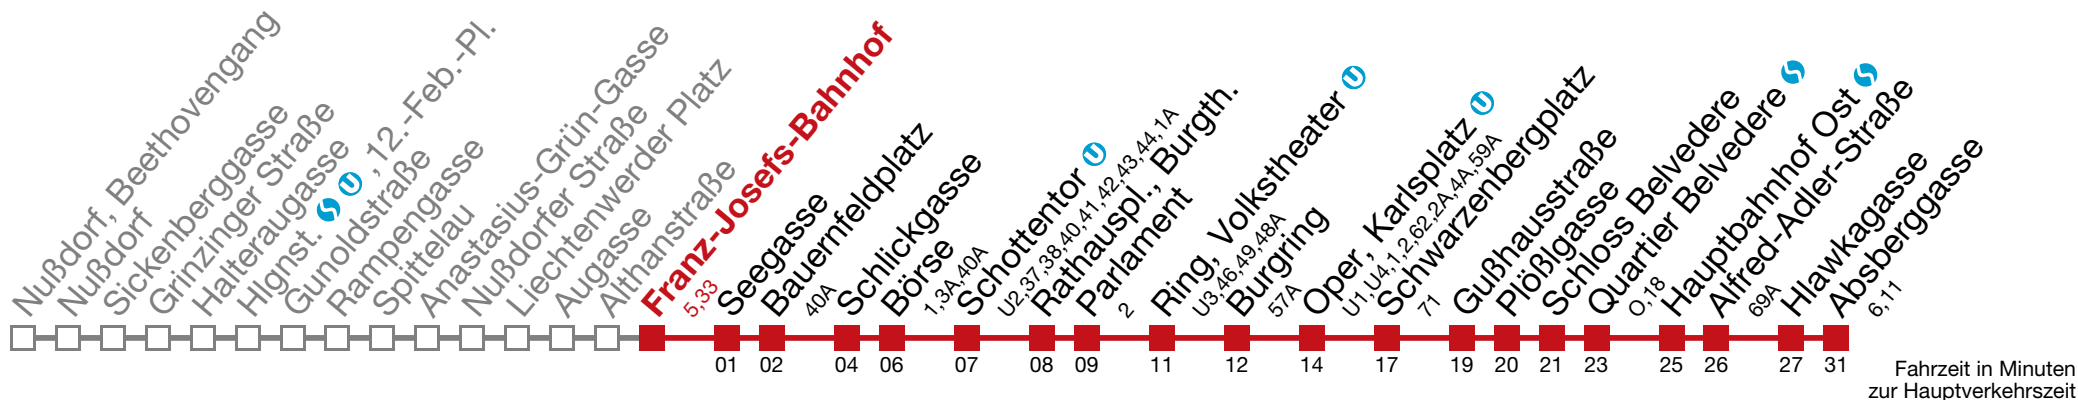 Nußdorf, Beethovengang
Nußdorf
Sickenberggasse
Grinzinger Straße
Halteraugasse
Hlgnst. S U , 12.-Feb.-Pl.
Gunoldstraße
Rampengasse
Spittelau
Anastasius-Grün-Gasse
Nußdorfer Straße
Liechtenwerder Platz
Augasse
Althanstraße
Franz-Josefs-Bahnhof
5,33
Seegasse
Bauernfeldplatz
40A
Schlickgasse
Börse
1,3A,40A
Schottentor U
U2,37,38,40,41,42,43,44,1A
Rathauspl., Burgth.
Parlament
2
Ring, Volkstheater U
U3,46,49,48A
Burgring
57A
Oper, Karlsplatz U
U1,U4,1,2,62,2A,4A,59A
Schwarzenbergplatz
71
Gußhausstraße
Plößlgasse
Schloss Belvedere
Quartier Belvedere S
O,18
Hauptbahnhof Ost S
Alfred-Adler-Straße
69A
Hlawkagasse
Absberggasse
6,11
01 02 04 06 07 08 09 11 12 14 17 19 20 21 23 25 26 27 31
Fahrzeit in Minuten
zur Hauptverkehrszeit